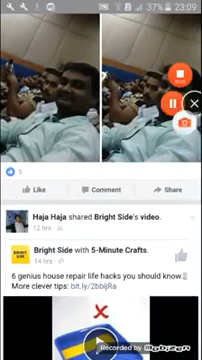 37% 23:09
5
Like Comment Share
Haja Haja shared Bright Side's video.
12 hrs
Bright Side with 5-Minute Crafts.
14 hrs
6 genius house repair life hacks you should know.
More clever tips: bit.ly/2bbijRa
Recorded by Mobizen